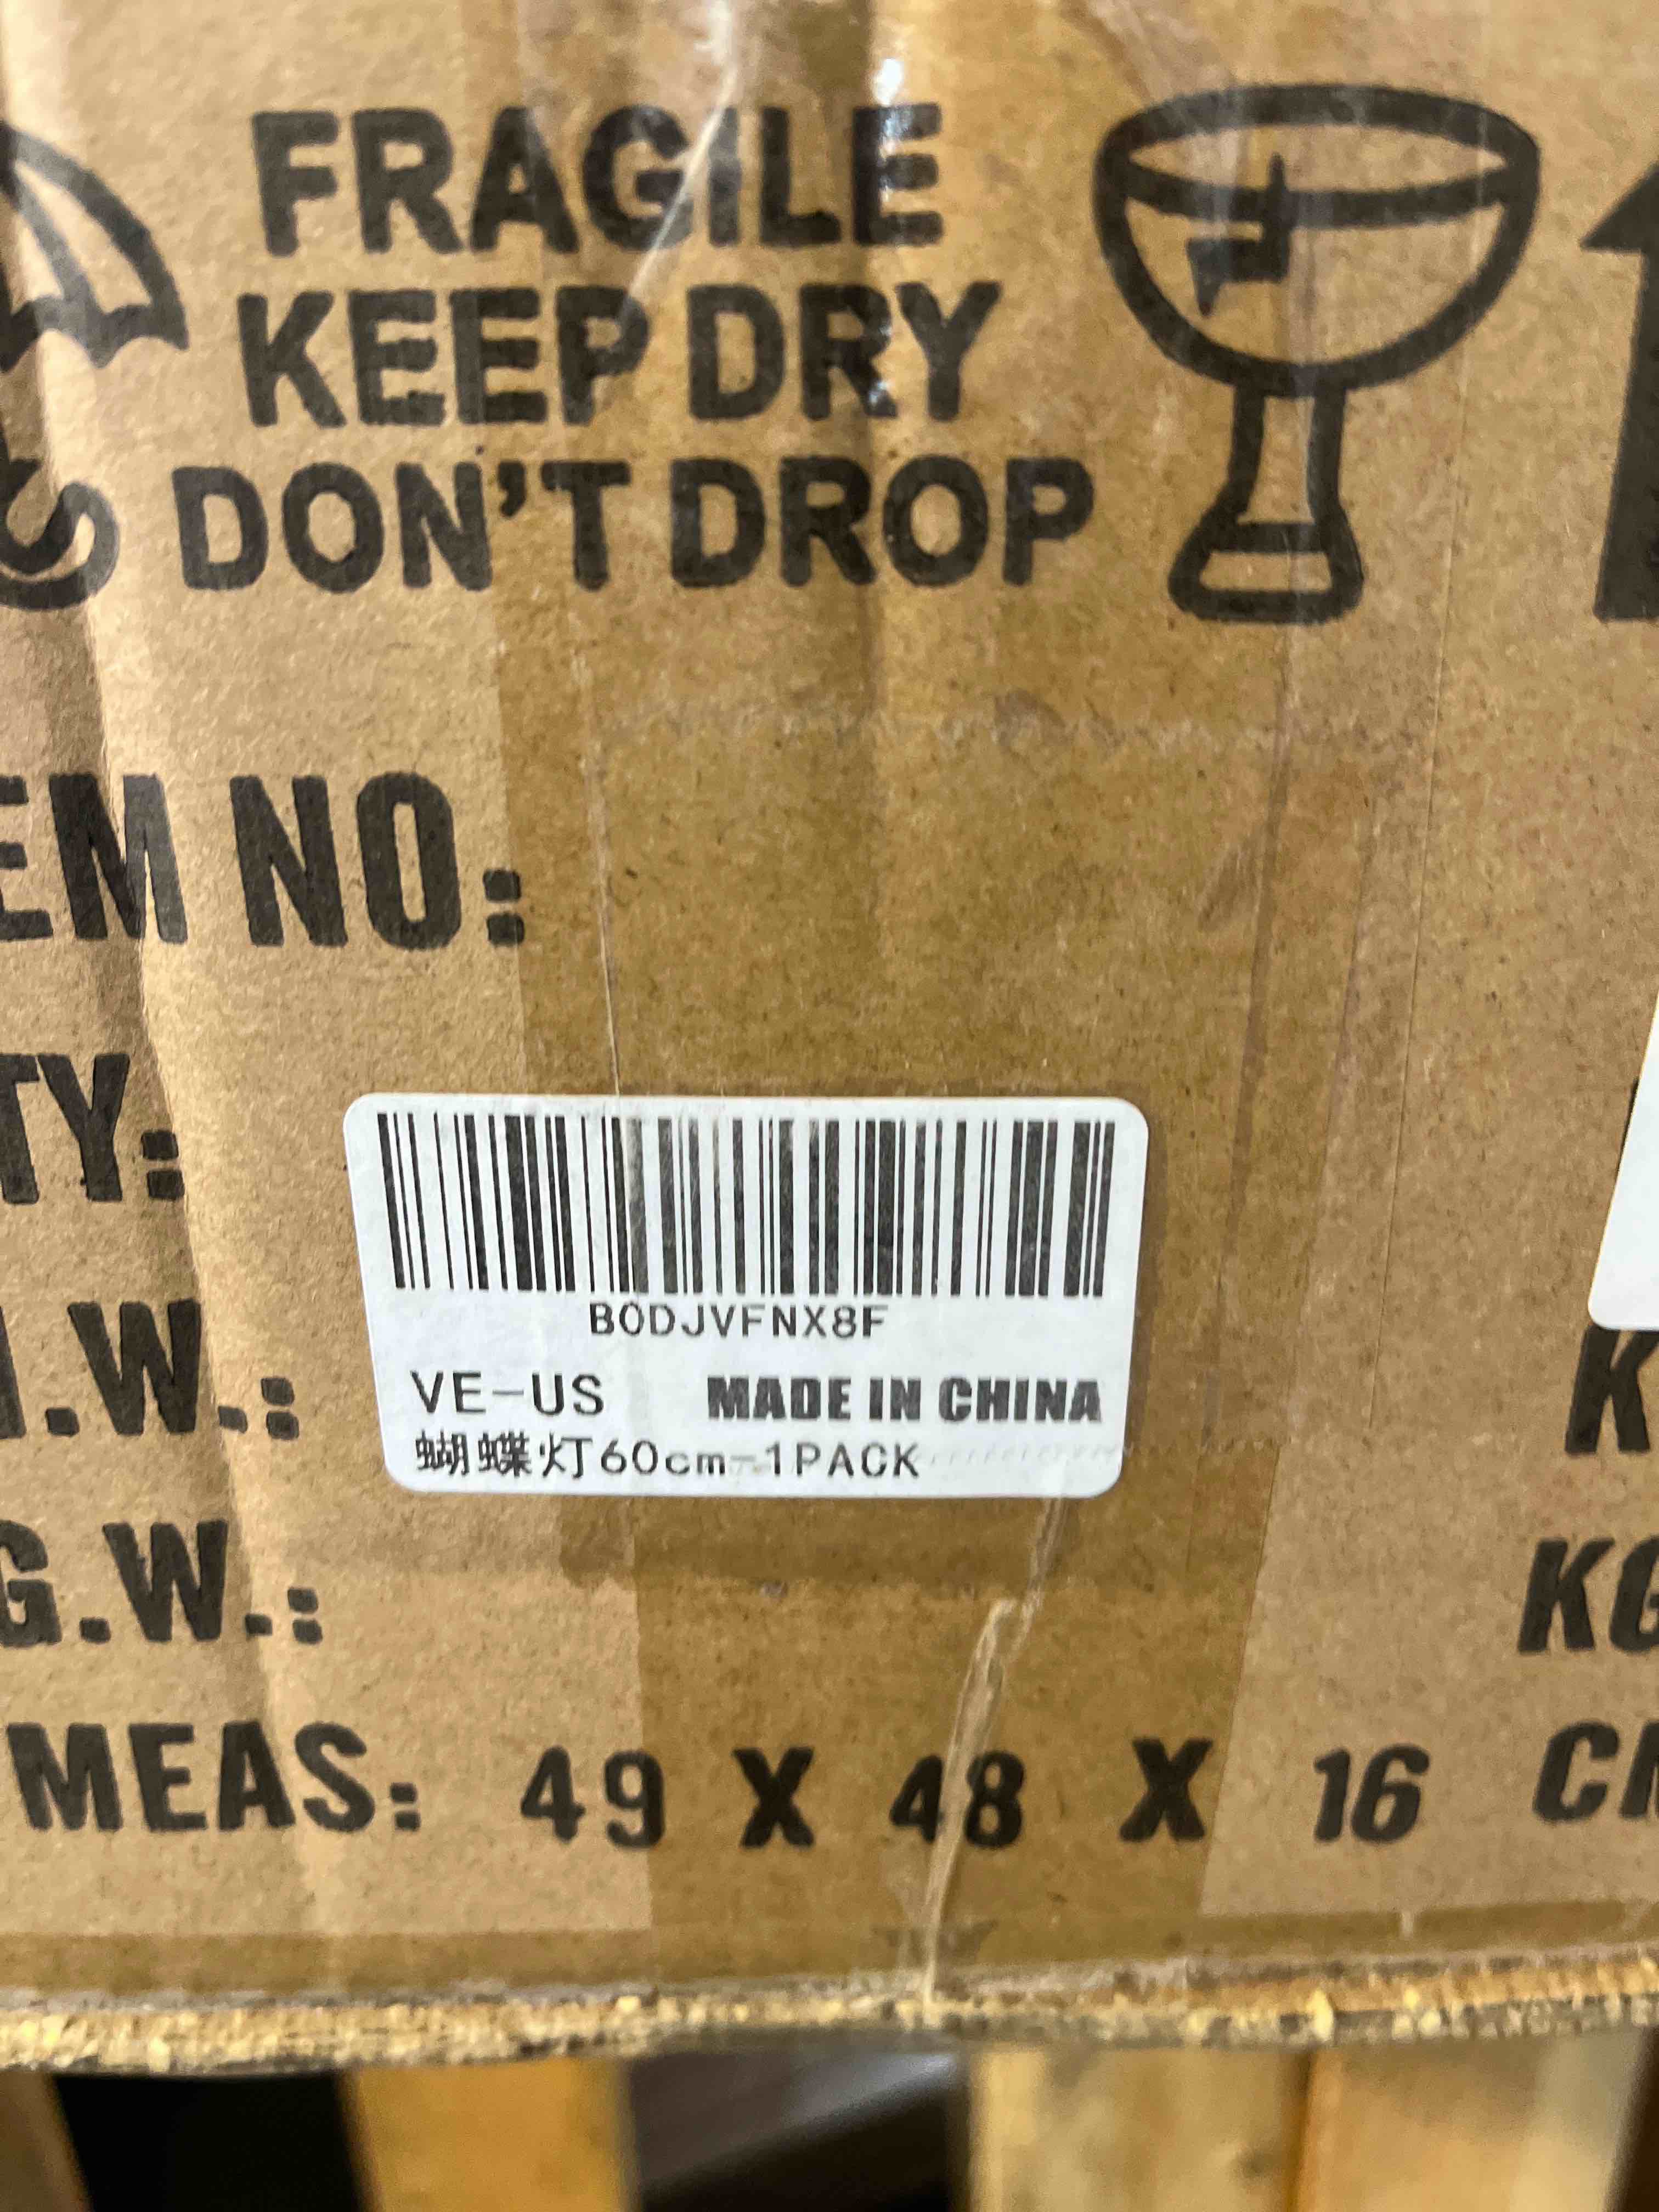 FRAGILE
KEEP DRY
DON'T DROP
EM NO:
TY:
.W.:
B0DJVFNX8F
VE-US MADE IN CHINA
蝴蝶灯60cm-1PACK
K
G.W.: KG
MEAS: 49 X 48 X 16 CM